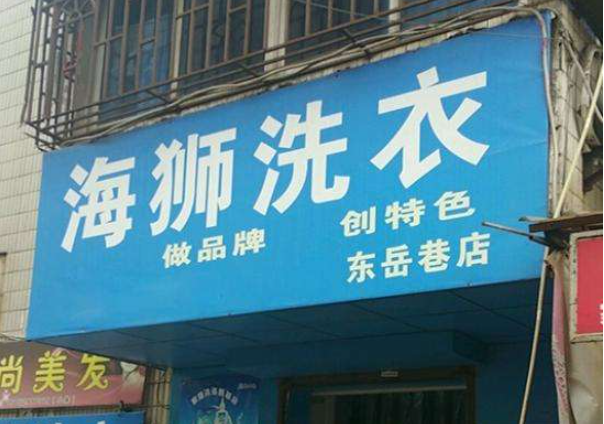 海狮洗衣
做品牌 创特色
东岳巷店
尚美发